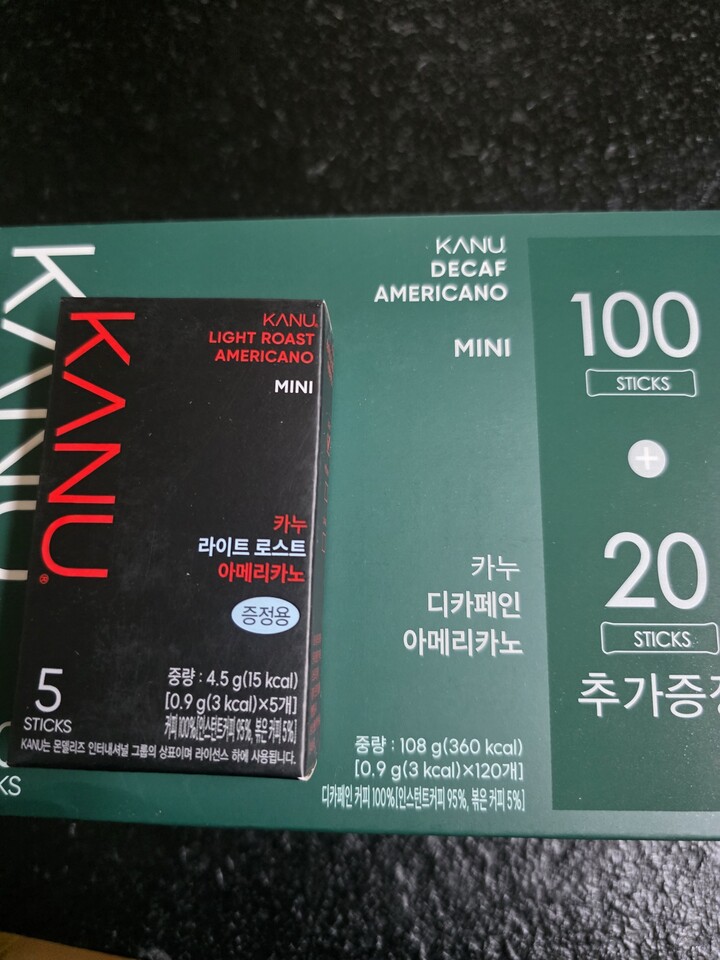 KANU
KANU
LIGHT ROAST
AMERICANO
MINI
카누
라이트 로스트
아메리카노
증정용
5
STICKS
중량 : 4.5 g(15 kcal)
[0.9 g(3 kcal)×5개]
커피 100%[인스턴트커피 95%, 볶은 커피 5%]
KANU는 몬델리즈 인터내셔널 그룹의 상표이며 라이선스 하에 사용됩니다.
KANU
KANU
DECAF
AMERICANO
MINI
카누
디카페인
아메리카노
중량 : 108 g(360 kcal)
[0.9 g(3 kcal)×120개]
디카페인 커피 100%[인스턴트커피 95%, 볶은 커피 5%]
100
STICKS
+
20
STICKS
추가증정
KS